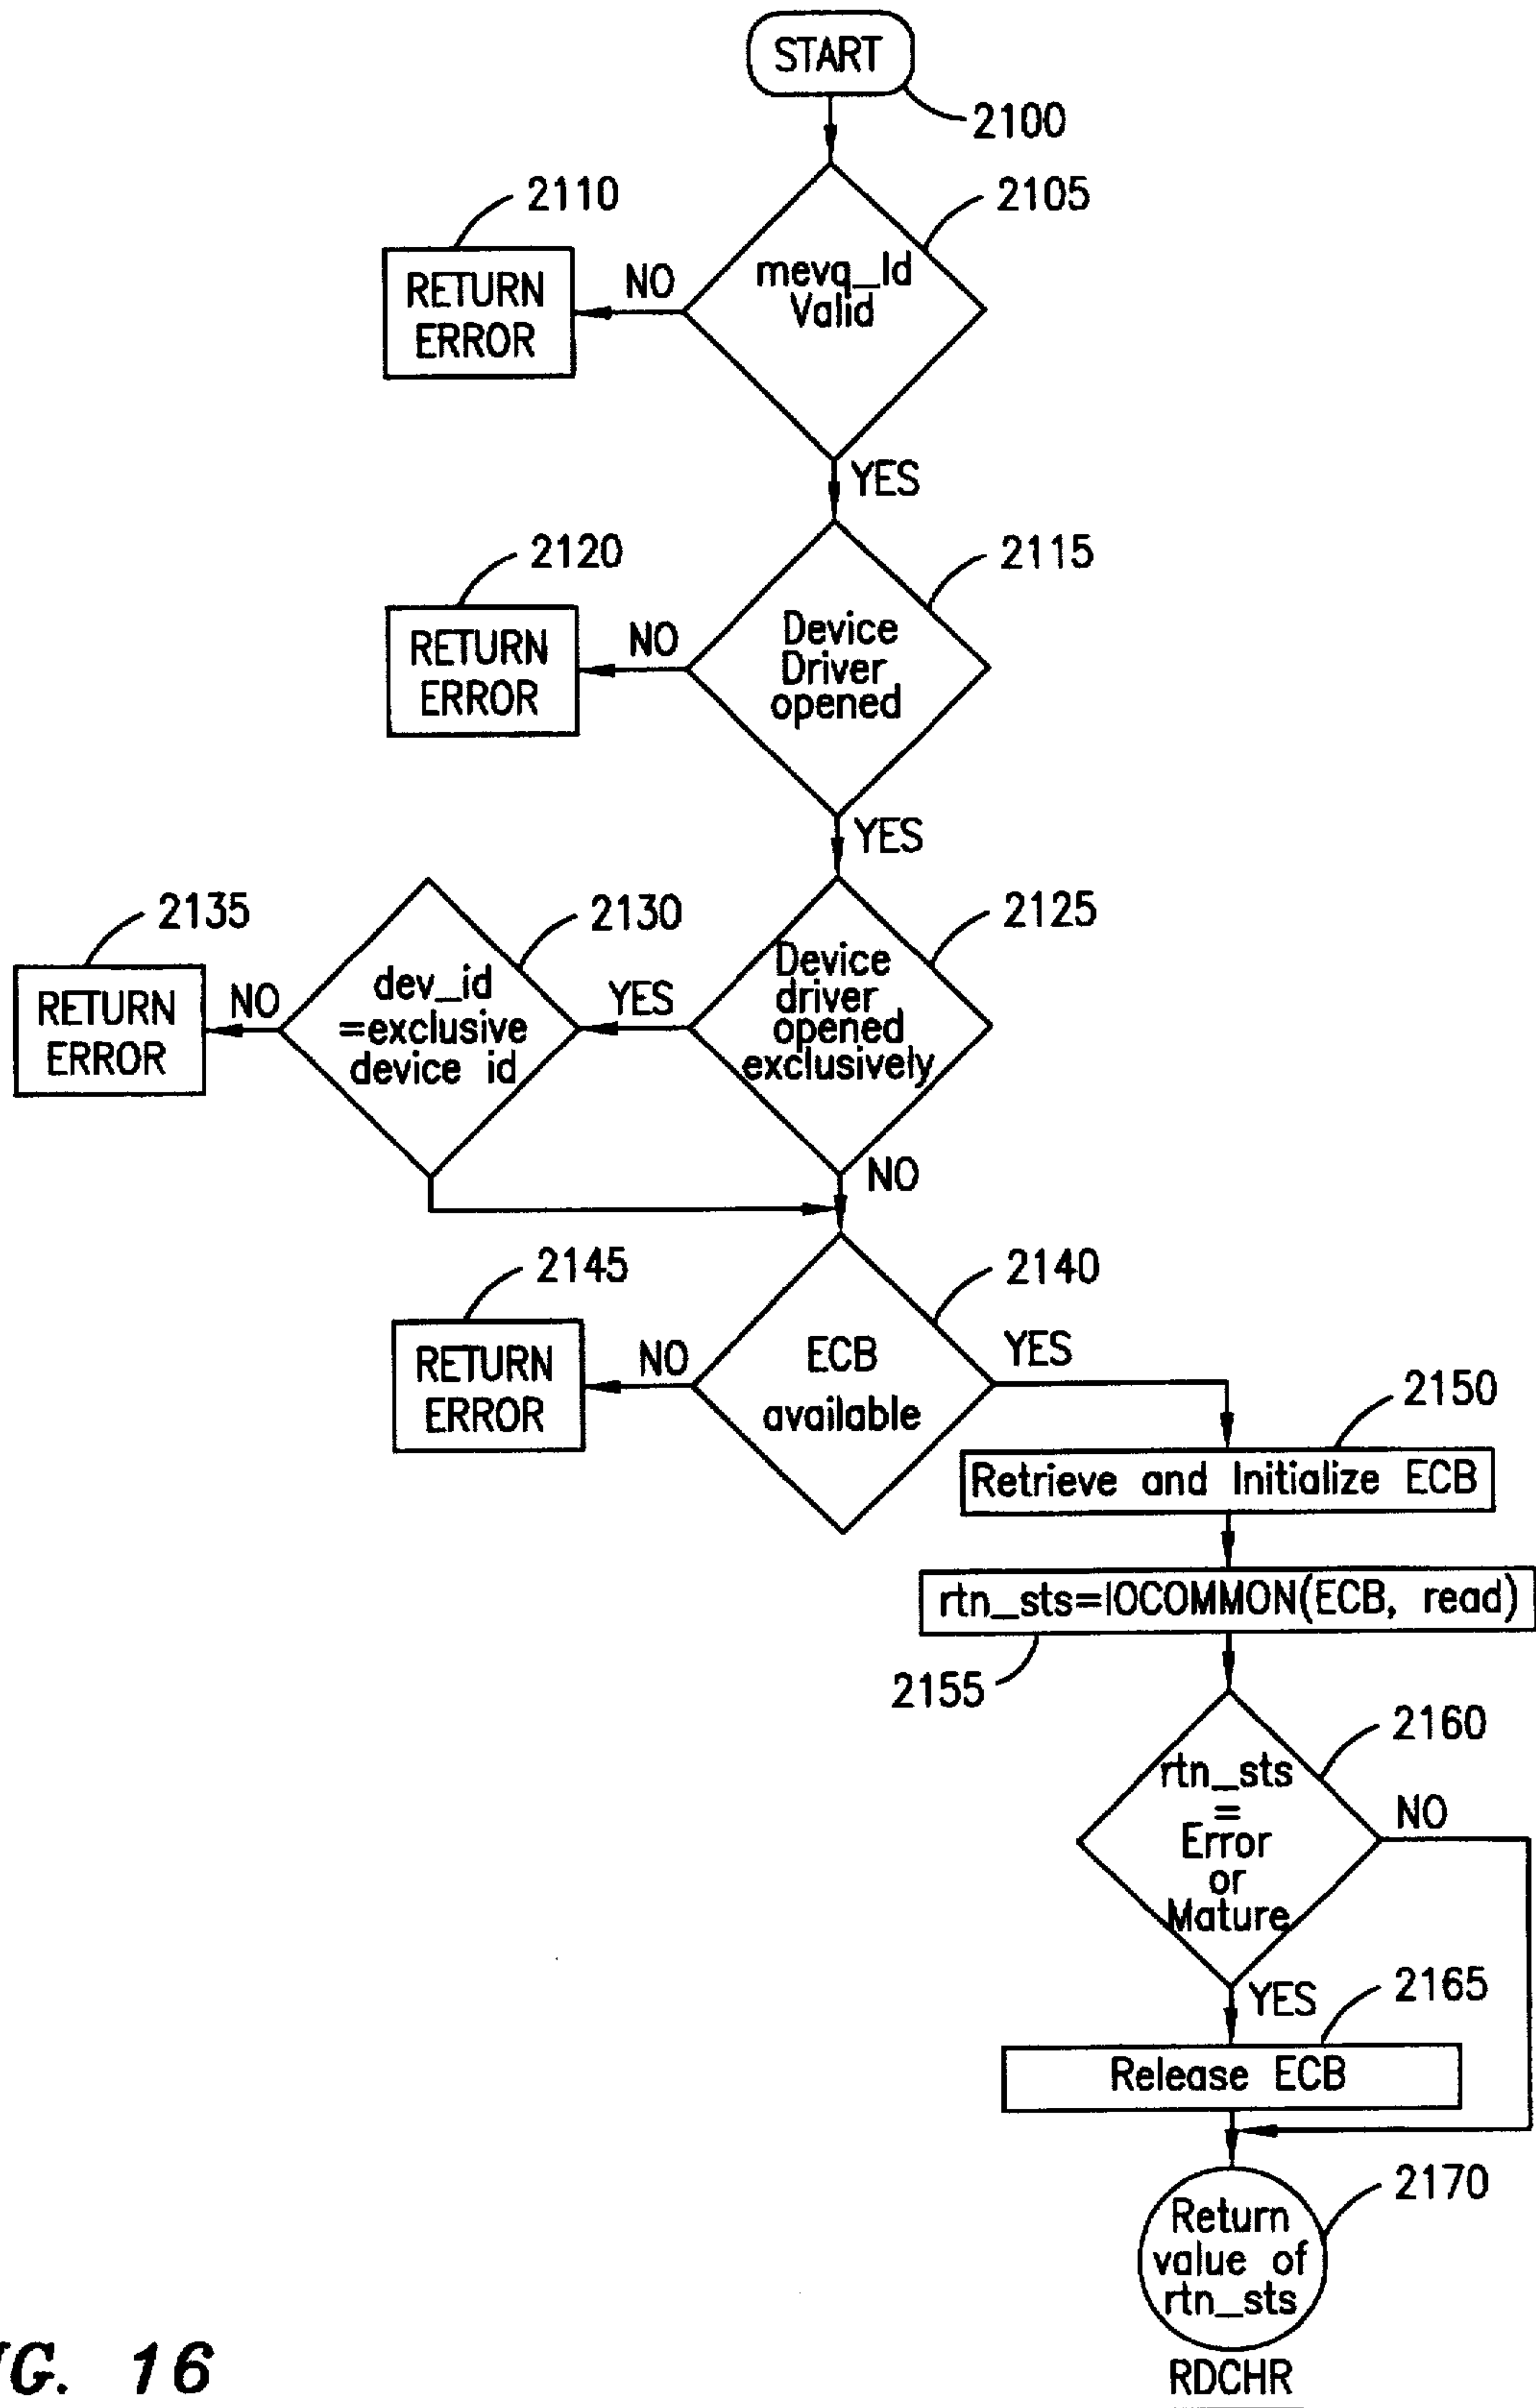 START
2100
2110
2105
mevq_Id
Valid
NO
RETURN
ERROR
YES
2120
2115
Device
Driver
opened
NO
RETURN
ERROR
YES
2135
2130
2125
Device
driver
opened
exclusively
YES
dev_id
=exclusive
device id
NO
RETURN
ERROR
NO
2145
2140
ECB
available
NO
YES
RETURN
ERROR
2150
Retrieve and Initialize ECB
rtn_sts=IOCOMMON(ECB, read)
2155
2160
rtn_sts
=
Error
or
Mature
NO
YES
2165
Release ECB
2170
Return
value of
rtn_sts
RDCHR
G. 16